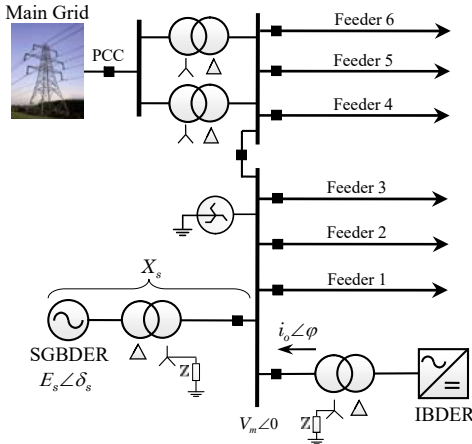 Main Grid
PCC
Feeder 6
Feeder 5
Feeder 4
Feeder 3
Feeder 2
Feeder 1
X_s
SGBDER
E_s∠δ_s
Z
i_o∠φ
V_m∠0
Z
IBDER